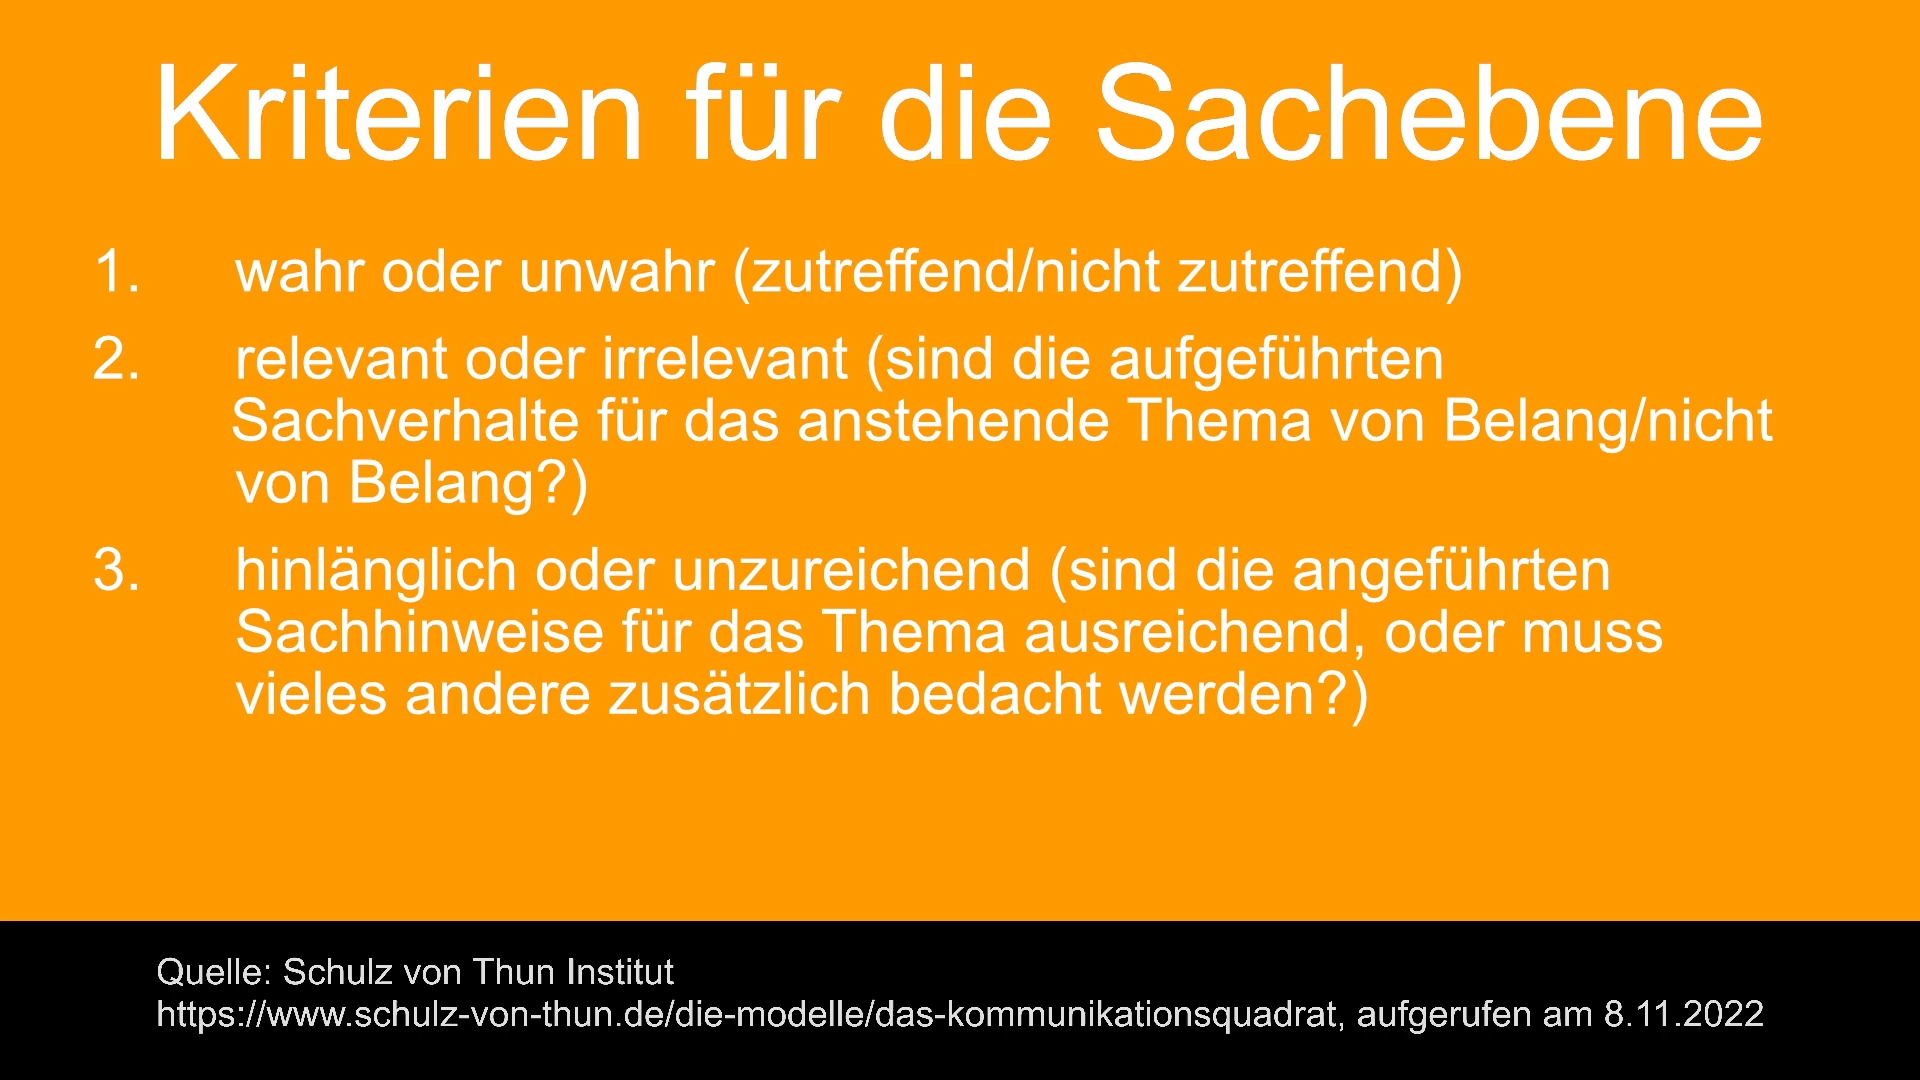 Kriterien für die Sachebene
1. wahr oder unwahr (zutreffend/nicht zutreffend)
2. relevant oder irrelevant (sind die aufgeführten
Sachverhalte für das anstehende Thema von Belang/nicht
von Belang?)
3. hinlänglich oder unzureichend (sind die angeführten
Sachhinweise für das Thema ausreichend, oder muss
vieles andere zusätzlich bedacht werden?)
Quelle: Schulz von Thun Institut
https://www.schulz-von-thun.de/die-modelle/das-kommunikationsquadrat, aufgerufen am 8.11.2022